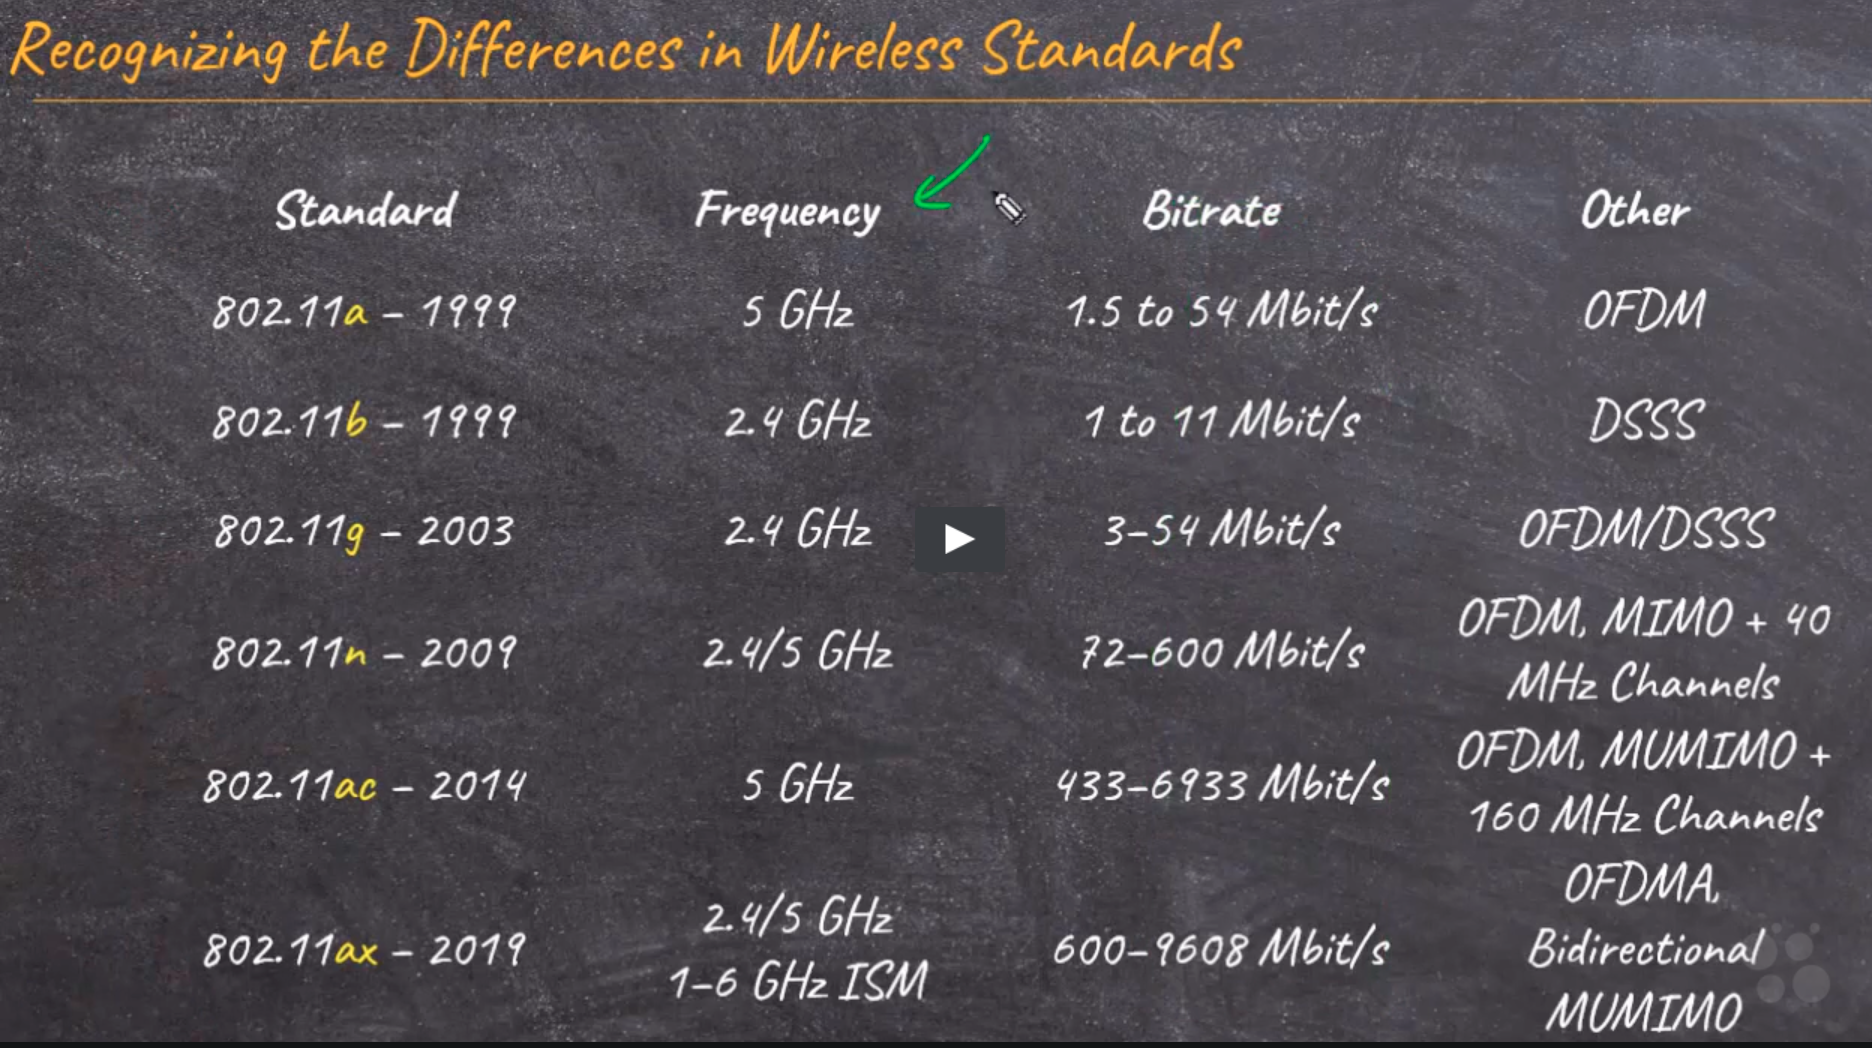 Recognizing the Differences in Wireless Standards
Standard Frequency Bitrate Other
802.11a – 1999 5 GHz 1.5 to 54 Mbit/s OFDM
802.11b – 1999 2.4 GHz 1 to 11 Mbit/s DSSS
802.11g – 2003 2.4 GHz 3–54 Mbit/s OFDM/DSSS
802.11n – 2009 2.4/5 GHz 72–600 Mbit/s OFDM, MIMO + 40
MHz Channels
802.11ac – 2014 5 GHz 433–6933 Mbit/s OFDM, MUMIMO +
160 MHz Channels
802.11ax – 2019 2.4/5 GHz
1–6 GHz ISM 600–9608 Mbit/s OFDMA,
Bidirectional
MUMIMO